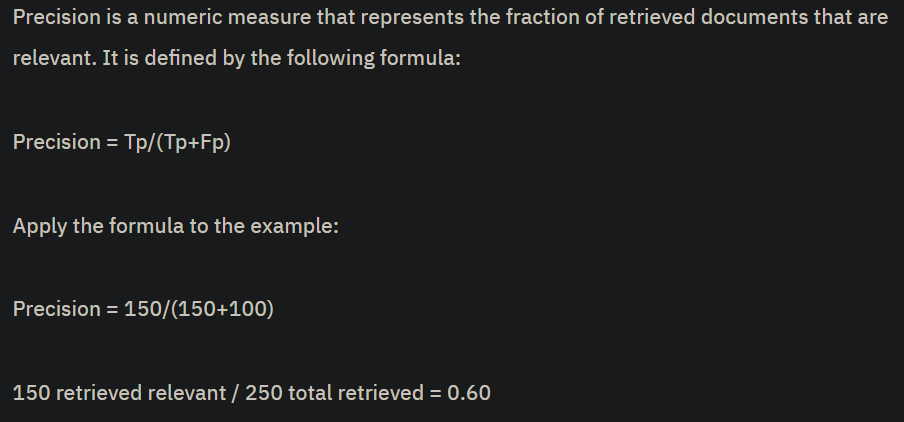 Precision is a numeric measure that represents the fraction of retrieved documents that are
relevant. It is defined by the following formula:
Precision = Tp/(Tp+Fp)
Apply the formula to the example:
Precision = 150/(150+100)
150 retrieved relevant / 250 total retrieved = 0.60